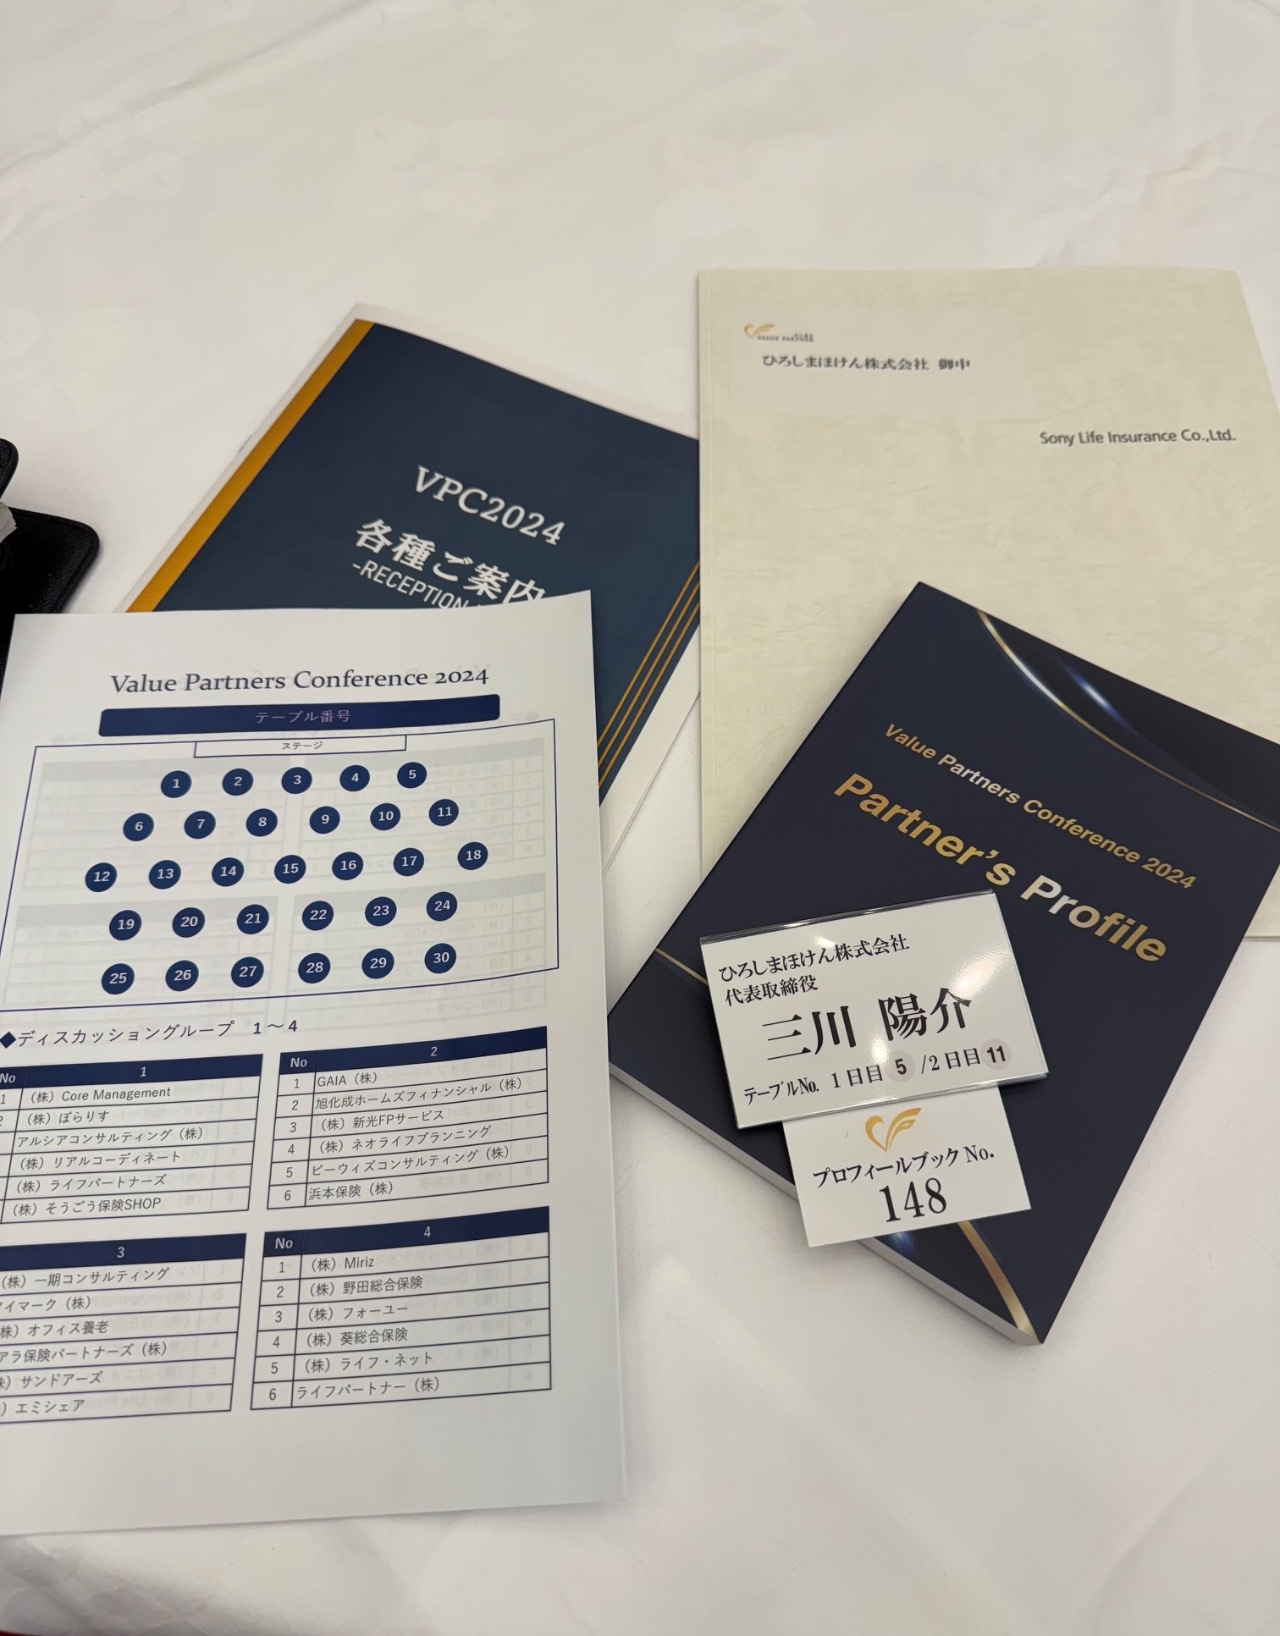 VALUE PARTNER
ひろしまほけん株式会社 御中
Sony Life Insurance Co.,Ltd.
VPC2024
各種ご案内
-RECEPTION
Value Partners Conference 2024
テーブル番号
ステージ
1 2 3 4 5
6 7 8 9 10 11
12 13 14 15 16 17 18
19 20 21 22 23 24
25 26 27 28 29 30
◆ディスカッショングループ 1～4
No 1
1 （株）Core Management
2 （株）ぽらりす
アルシアコンサルティング（株）
（株）リアルコーディネート
（株）ライフパートナーズ
（株）そうごう保険SHOP
No 2
1 GAIA（株）
2 旭化成ホームズフィナンシャル（株）
3 （株）新光FPサービス
4 （株）ネオライフプランニング
5 ビーウィズコンサルティング（株）
6 浜本保険（株）
3
（株）一期コンサルティング
イマーク（株）
株）オフィス養老
アラ保険パートナーズ（株）
株）サンドアーズ
）エミシェア
No 4
1 （株）Miriz
2 （株）野田総合保険
3 （株）フォーユー
4 （株）葵総合保険
5 （株）ライフ・ネット
6 ライフパートナー（株）
Value Partners Conference 2024
Partner's Profile
ひろしまほけん株式会社
代表取締役
三川 陽介
テーブルNo. 1日目 5 /2日目 11
プロフィールブック No.
148